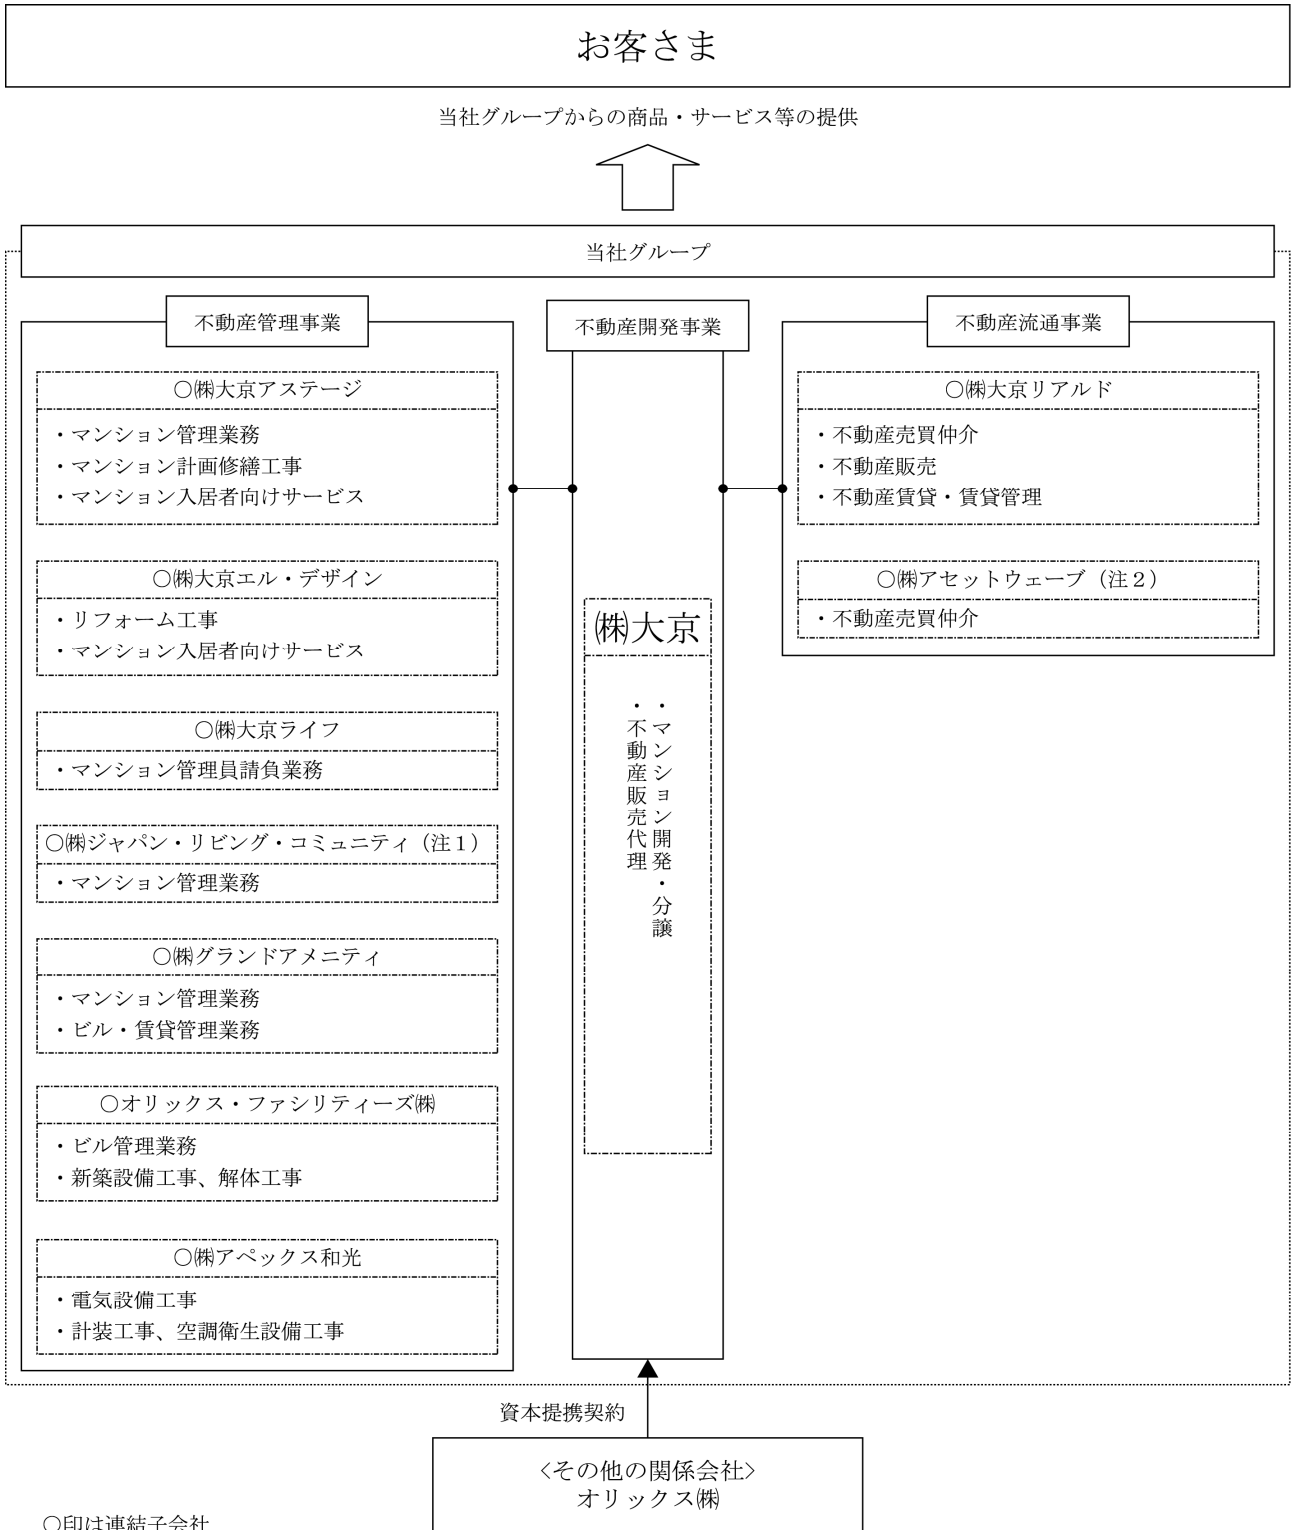 お客さま
当社グループからの商品・サービス等の提供
当社グループ
不動産管理事業
〇㈱大京アステージ
・マンション管理業務
・マンション計画修繕工事
・マンション入居者向けサービス
〇㈱大京エル・デザイン
・リフォーム工事
・マンション入居者向けサービス
〇㈱大京ライフ
・マンション管理員請負業務
〇㈱ジャパン・リビング・コミュニティ（注１）
・マンション管理業務
〇㈱グランドアメニティ
・マンション管理業務
・ビル・賃貸管理業務
〇オリックス・ファシリティーズ㈱
・ビル管理業務
・新築設備工事、解体工事
〇㈱アペックス和光
・電気設備工事
・計装工事、空調衛生設備工事
不動産開発事業
㈱大京
・マンション開発・分譲
・不動産販売代理
不動産流通事業
〇㈱大京リアルド
・不動産売買仲介
・不動産販売
・不動産賃貸・賃貸管理
〇㈱アセットウェーブ（注２）
・不動産売買仲介
資本提携契約
<その他の関係会社>
オリックス㈱
〇印は連結子会社